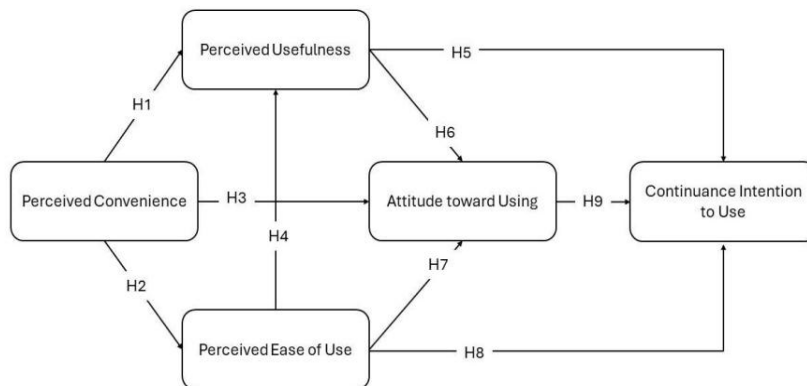 Perceived Usefulness
H5
H1
H6
Perceived Convenience
H3
Attitude toward Using
H9
Continuance Intention
to Use
H4
H2
H7
Perceived Ease of Use
H8